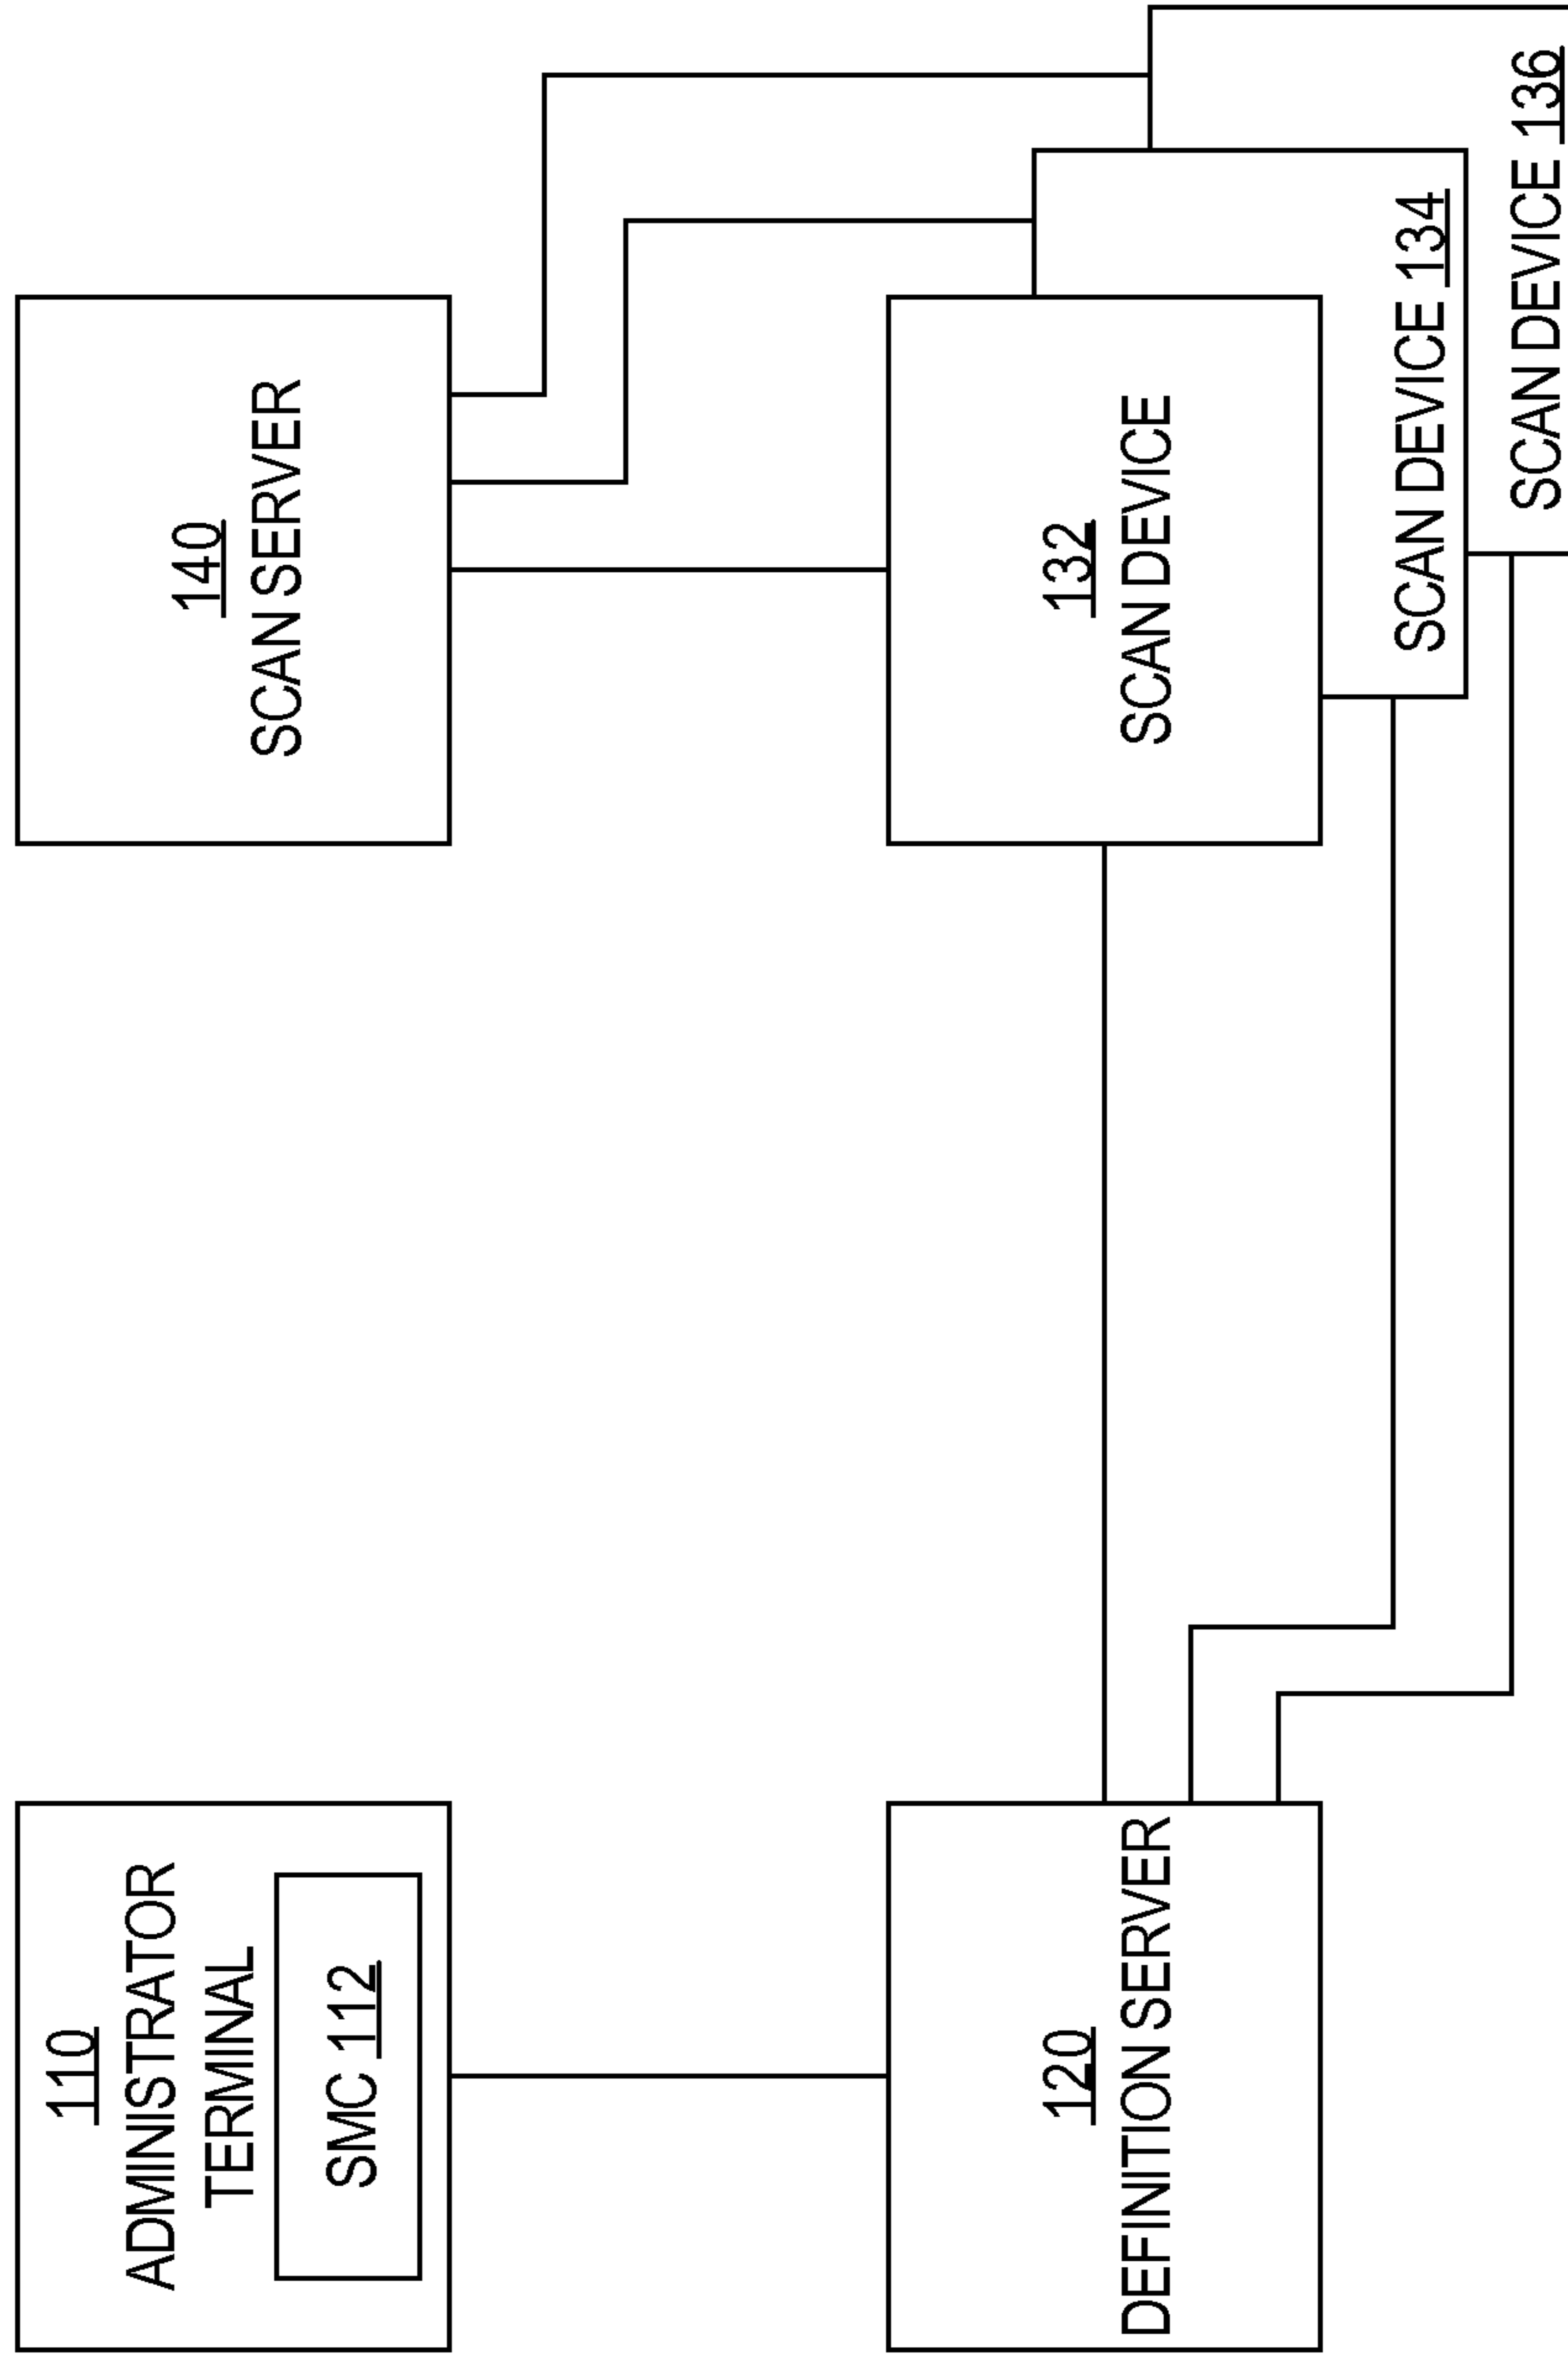 110
ADMINISTRATOR
TERMINAL
SMC 112
140
SCAN SERVER
120
DEFINITION SERVER
132
SCAN DEVICE
SCAN DEVICE 134
SCAN DEVICE 136